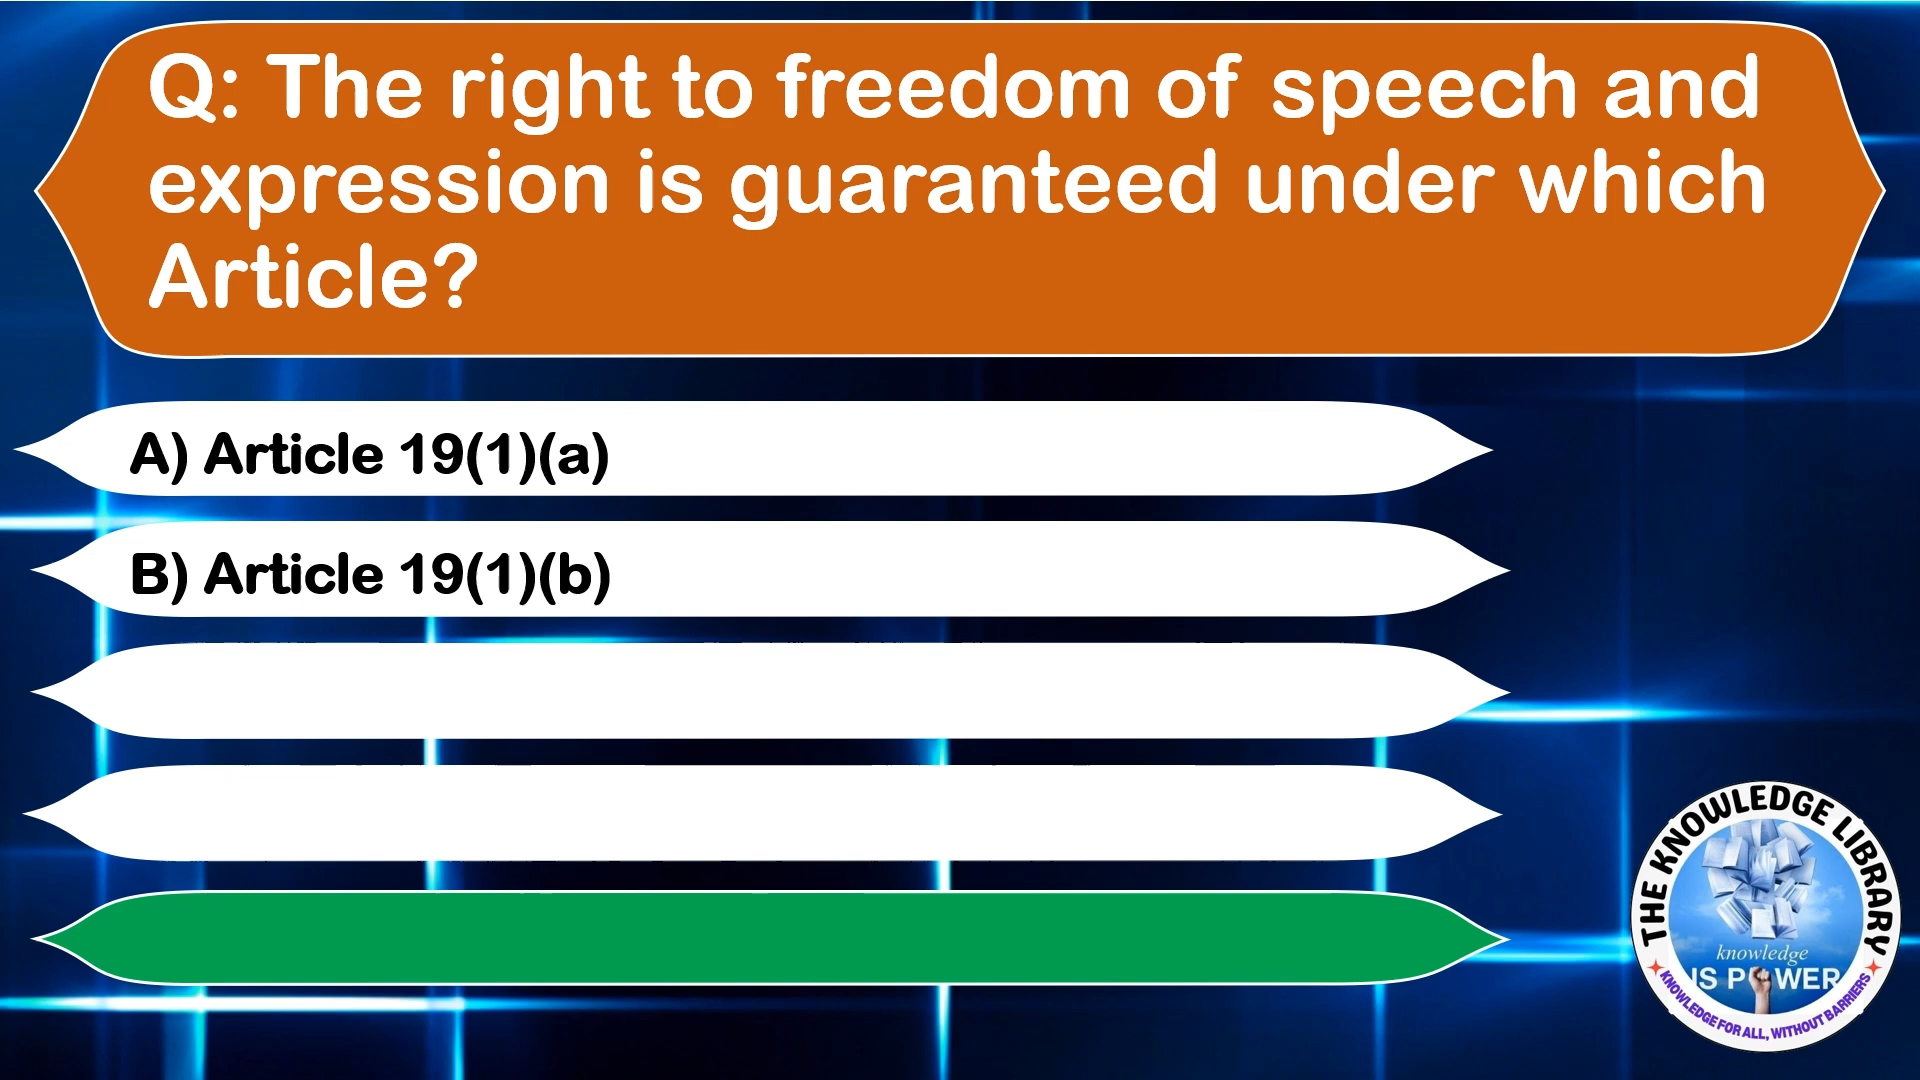 Q: The right to freedom of speech and
expression is guaranteed under which
Article?
A) Article 19(1)(a)
B) Article 19(1)(b)
THE KNOWLEDGE LIBRARY
knowledge
IS POWER
KNOWLEDGE FOR ALL, WITHOUT BARRIERS